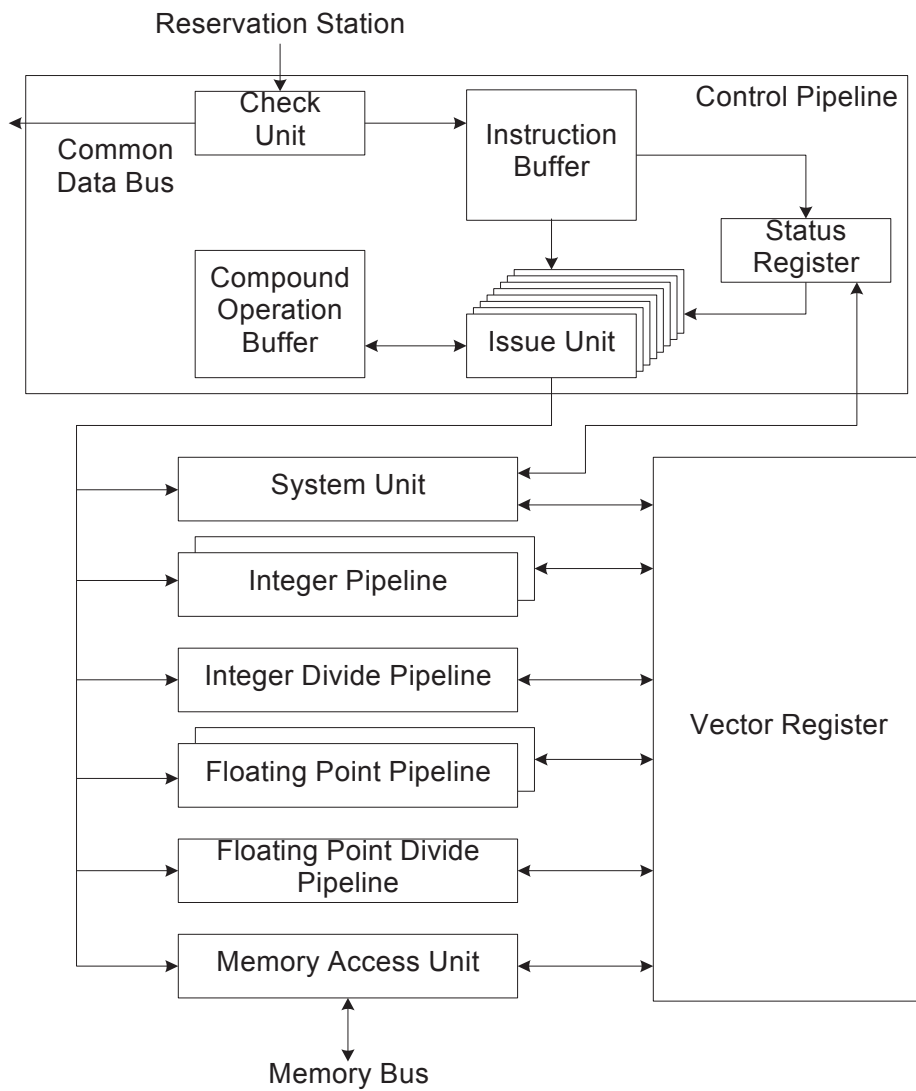 Reservation Station
Control Pipeline
Check
Unit
Common
Data Bus
Instruction
Buffer
Status
Register
Compound
Operation
Buffer
Issue Unit
System Unit
Integer Pipeline
Integer Divide Pipeline
Vector Register
Floating Point Pipeline
Floating Point Divide
Pipeline
Memory Access Unit
Memory Bus